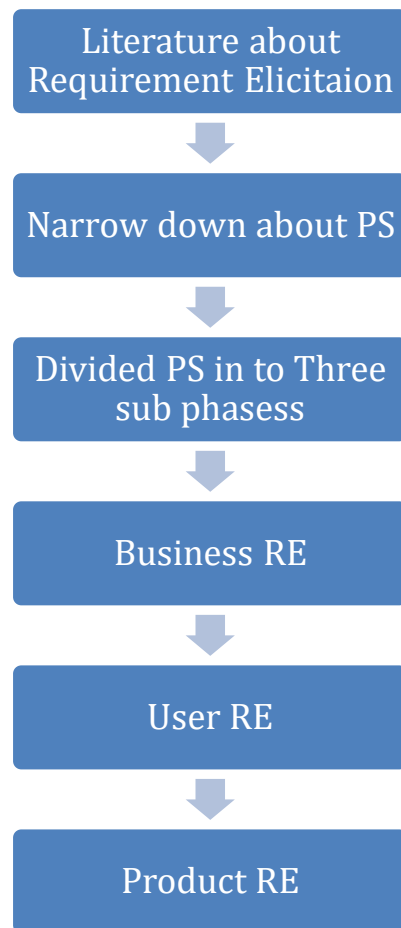 Literature about
Requirement Elicitaion
Narrow down about PS
Divided PS in to Three
sub phasess
Business RE
User RE
Product RE